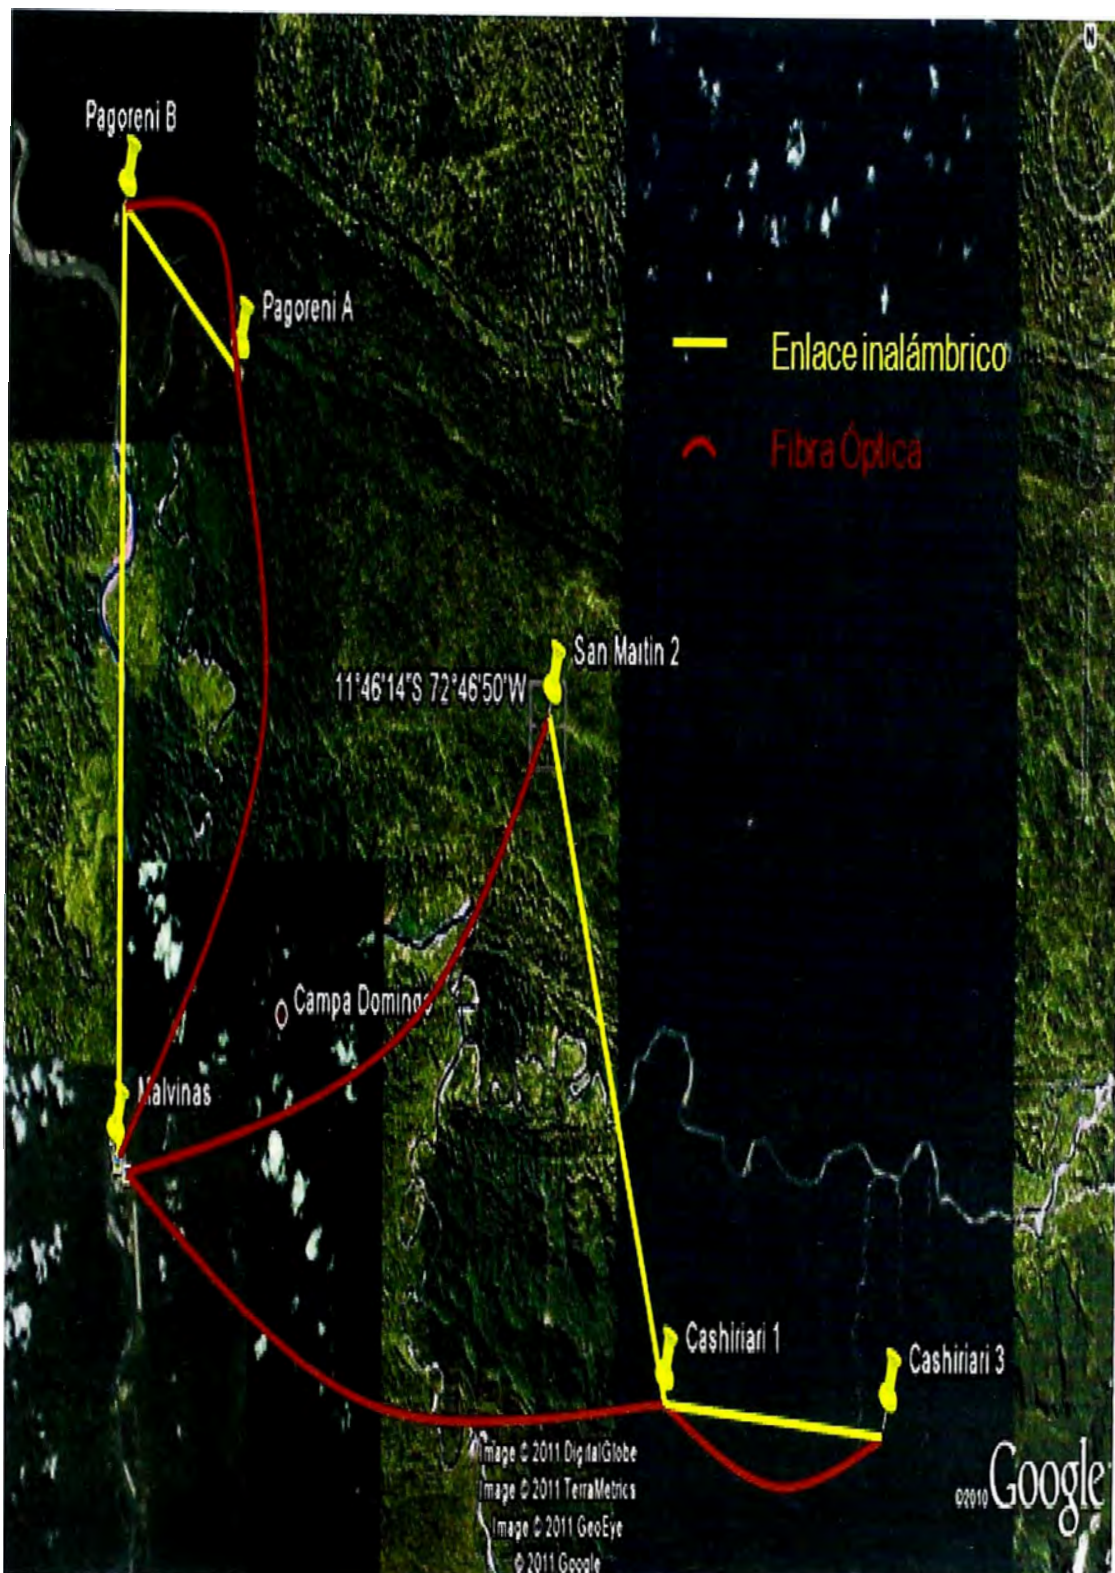 N
Pagoreni B
Pagoreni A
Enlace inalámbrico
Fibra Óptica
San Martin 2
11°46'14"S 72°46'50"W
Campa Domingo
Malvinas
Cashiriari 1
Cashiriari 3
Image © 2011 DigitalGlobe
Image © 2011 TerraMetrics
Image © 2011 GeoEye
© 2011 Google
©2010 Google